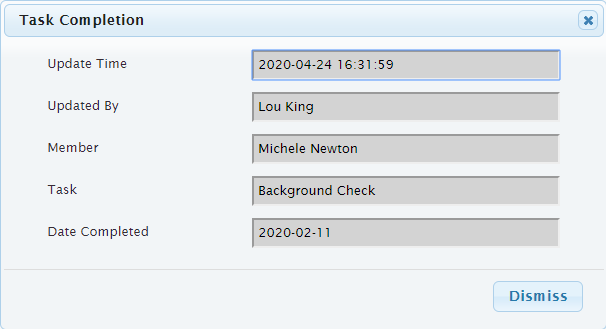 Task Completion
Update Time 2020-04-24 16:31:59
Updated By Lou King
Member Michele Newton
Task Background Check
Date Completed 2020-02-11
Dismiss